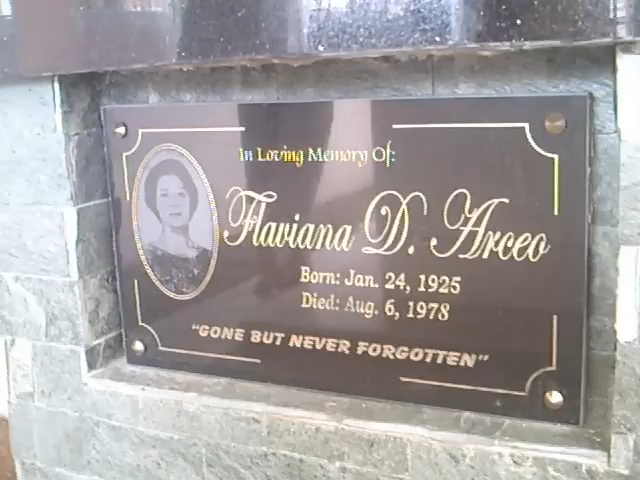 In Loving Memory Of:
Flaviana D. Arceo
Born: Jan. 24, 1925
Died: Aug. 6, 1978
"GONE BUT NEVER FORGOTTEN"